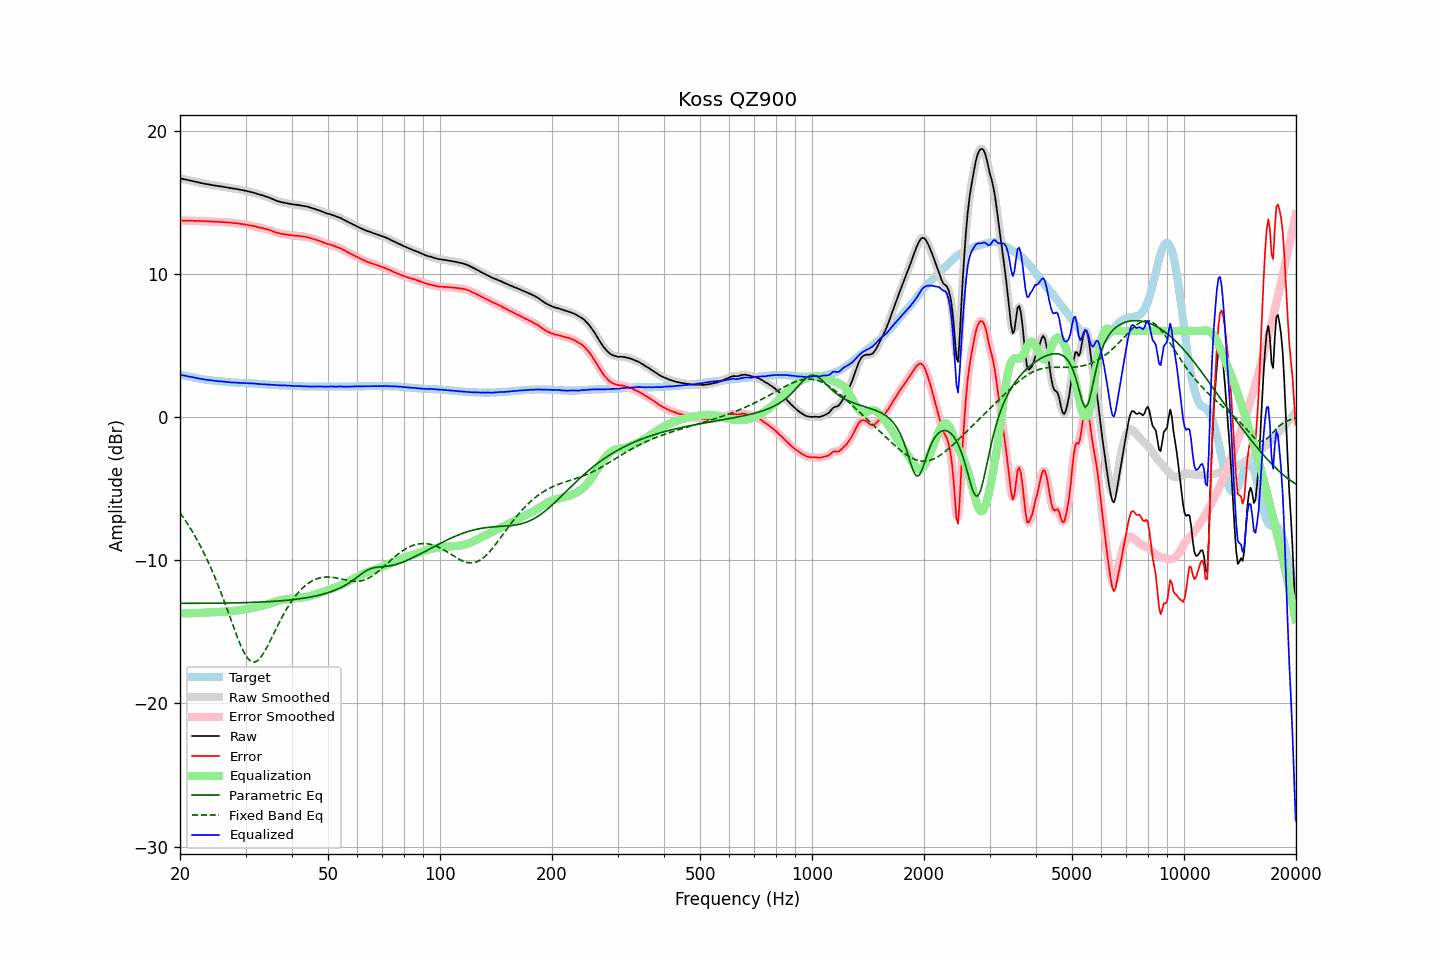 Koss QZ900
Amplitude (dBr)
20
10
0
−10
−20
−30
Target
Raw Smoothed
Error Smoothed
Raw
Error
Equalization
Parametric Eq
Fixed Band Eq
Equalized
20 50 100 200 500 1000 2000 5000 10000 20000
Frequency (Hz)